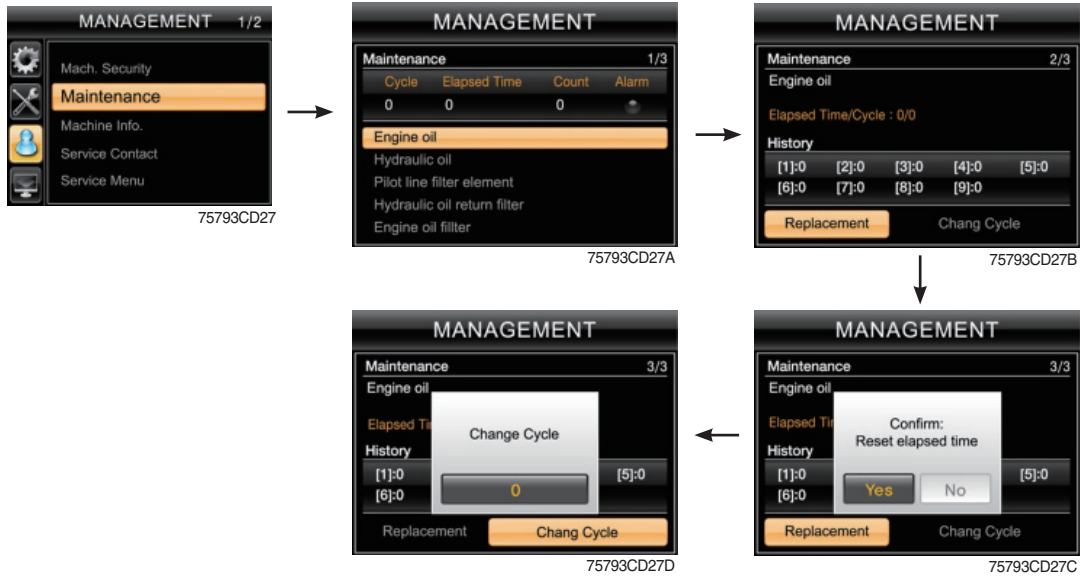 MANAGEMENT 1/2
Mach. Security
Maintenance
Machine Info.
Service Contact
Service Menu
75793CD27
MANAGEMENT
Maintenance 1/3
Cycle Elapsed Time Count Alarm
0 0 0
Engine oil
Hydraulic oil
Pilot line filter element
Hydraulic oil return filter
Engine oil fillter
75793CD27A
MANAGEMENT
Maintenance 2/3
Engine oil
Elapsed Time/Cycle : 0/0
History
[1]:0 [2]:0 [3]:0 [4]:0 [5]:0
[6]:0 [7]:0 [8]:0 [9]:0
Replacement Chang Cycle
75793CD27B
MANAGEMENT
Maintenance 3/3
Engine oil
Elapsed
Change Cycle
History
[1]:0 [5]:0
[6]:0
0
Replacement Chang Cycle
75793CD27D
MANAGEMENT
Maintenance 3/3
Engine oil
Elapsed
Confirm:
Reset elapsed time
History
[1]:0 [5]:0
[6]:0
Yes No
Replacement Chang Cycle
75793CD27C